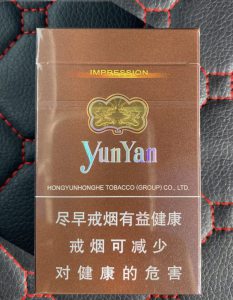 IMPRESSION
YunYan
HONGYUNHONGHE TOBACCO (GROUP) CO., LTD.
尽早戒烟有益健康
戒烟可减少
对健康的危害